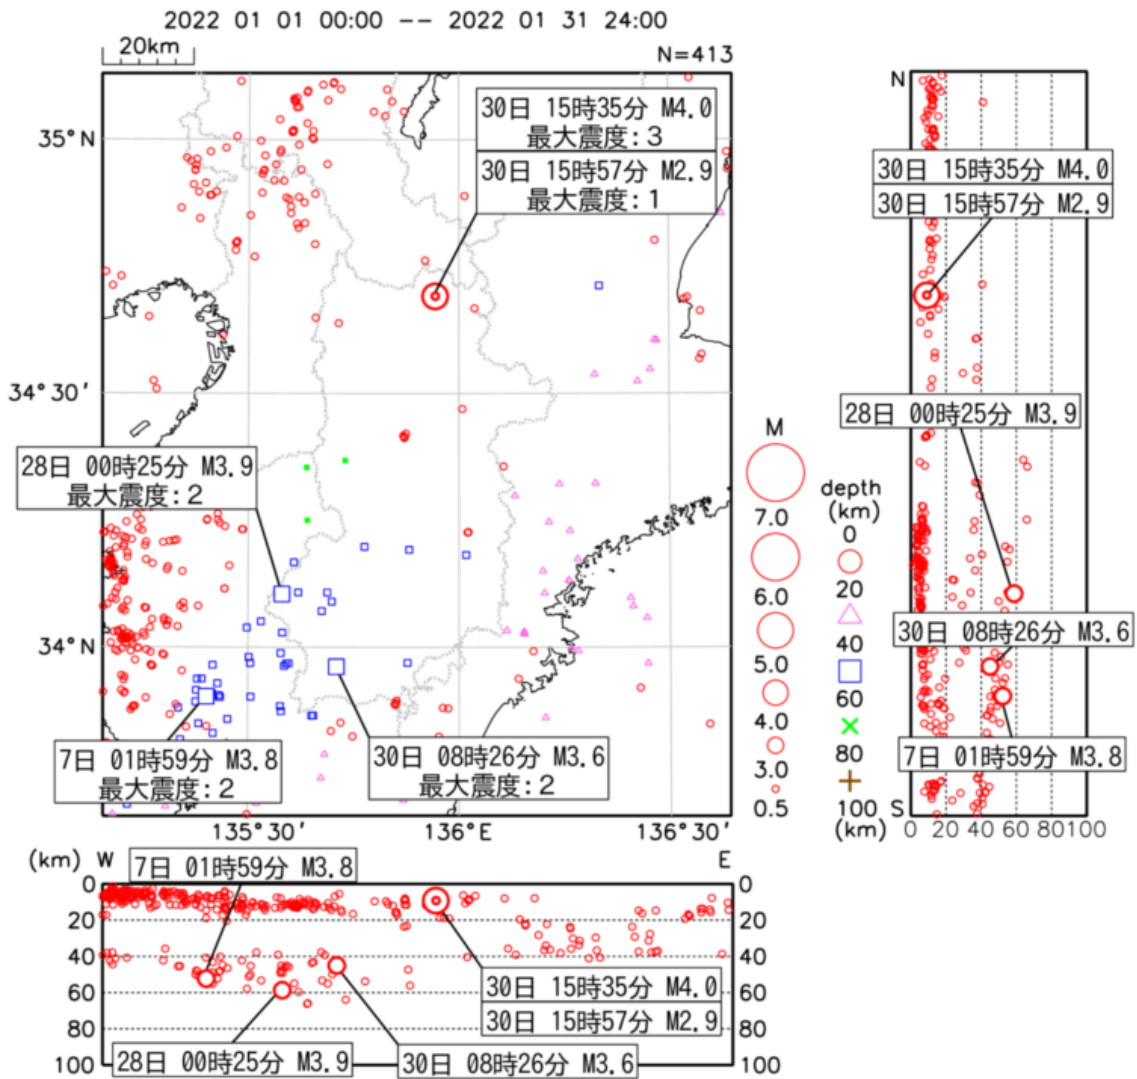 2022 01 01 00:00 -- 2022 01 31 24:00
20km
N=413
30日 15時35分 M4.0
最大震度:3
30日 15時57分 M2.9
最大震度:1
35°N
34°30′
34°N
28日 00時25分 M3.9
最大震度:2
7日 01時59分 M3.8
最大震度:2
30日 08時26分 M3.6
最大震度:2
135°30′
136°E
136°30′
M
7.0
6.0
5.0
4.0
3.0
0.5
depth
(km)
0
20
40
60
80
100
(km)
N
30日 15時35分 M4.0
30日 15時57分 M2.9
28日 00時25分 M3.9
30日 08時26分 M3.6
7日 01時59分 M3.8
S
0 20 40 60 80 100
(km) W
E
7日 01時59分 M3.8
0
20
40
60
80
100
0
20
40
60
80
100
30日 15時35分 M4.0
30日 15時57分 M2.9
28日 00時25分 M3.9
30日 08時26分 M3.6